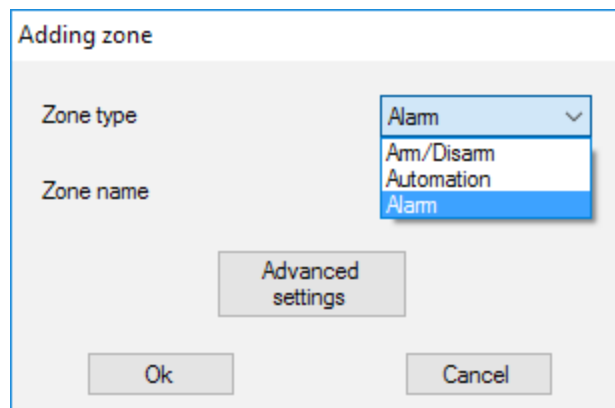 Adding zone
Zone type
Alarm
Arm/Disarm
Automation
Alarm
Zone name
Advanced
settings
Ok
Cancel